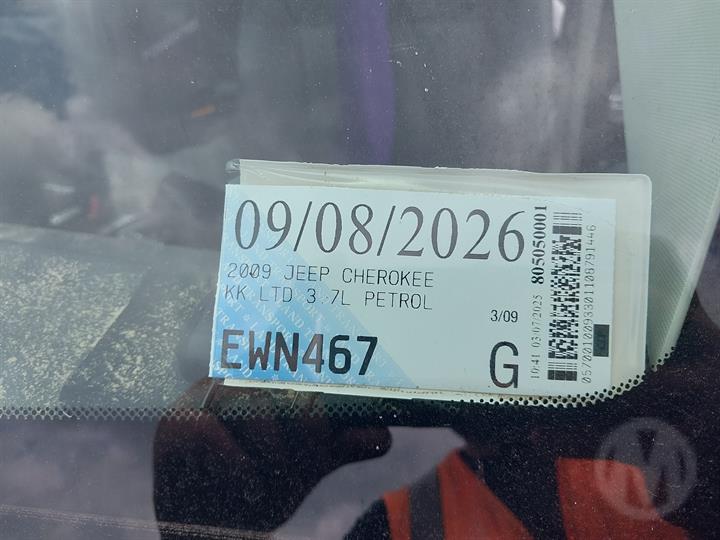 09/08/2026
2009 JEEP CHEROKEE
KK LTD 3.7L PETROL
3/09
EWN467
G
10:41 03/07/2025 805050001
05700100933011088791446
M